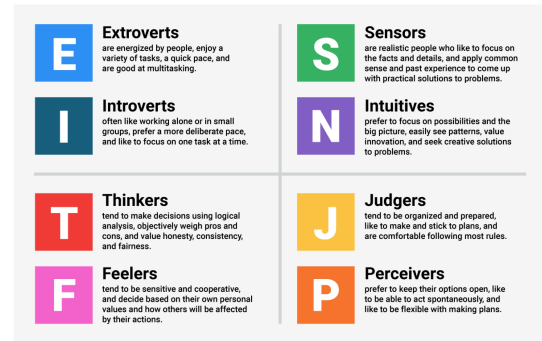 E
Extroverts
are energized by people, enjoy a
variety of tasks, a quick pace, and
are good at multitasking.
I
Introverts
often like working alone or in small
groups, prefer a more deliberate pace,
and like to focus on one task at a time.
S
Sensors
are realistic people who like to focus on
the facts and details, and apply common
sense and past experience to come up
with practical solutions to problems.
N
Intuitives
prefer to focus on possibilities and the
big picture, easily see patterns, value
innovation, and seek creative solutions
to problems.
T
Thinkers
tend to make decisions using logical
analysis, objectively weigh pros and
cons, and value honesty, consistency,
and fairness.
F
Feelers
tend to be sensitive and cooperative,
and decide based on their own personal
values and how others will be affected
by their actions.
J
Judgers
tend to be organized and prepared,
like to make and stick to plans, and
are comfortable following most rules.
P
Perceivers
prefer to keep their options open, like
to be able to act spontaneously, and
like to be flexible with making plans.